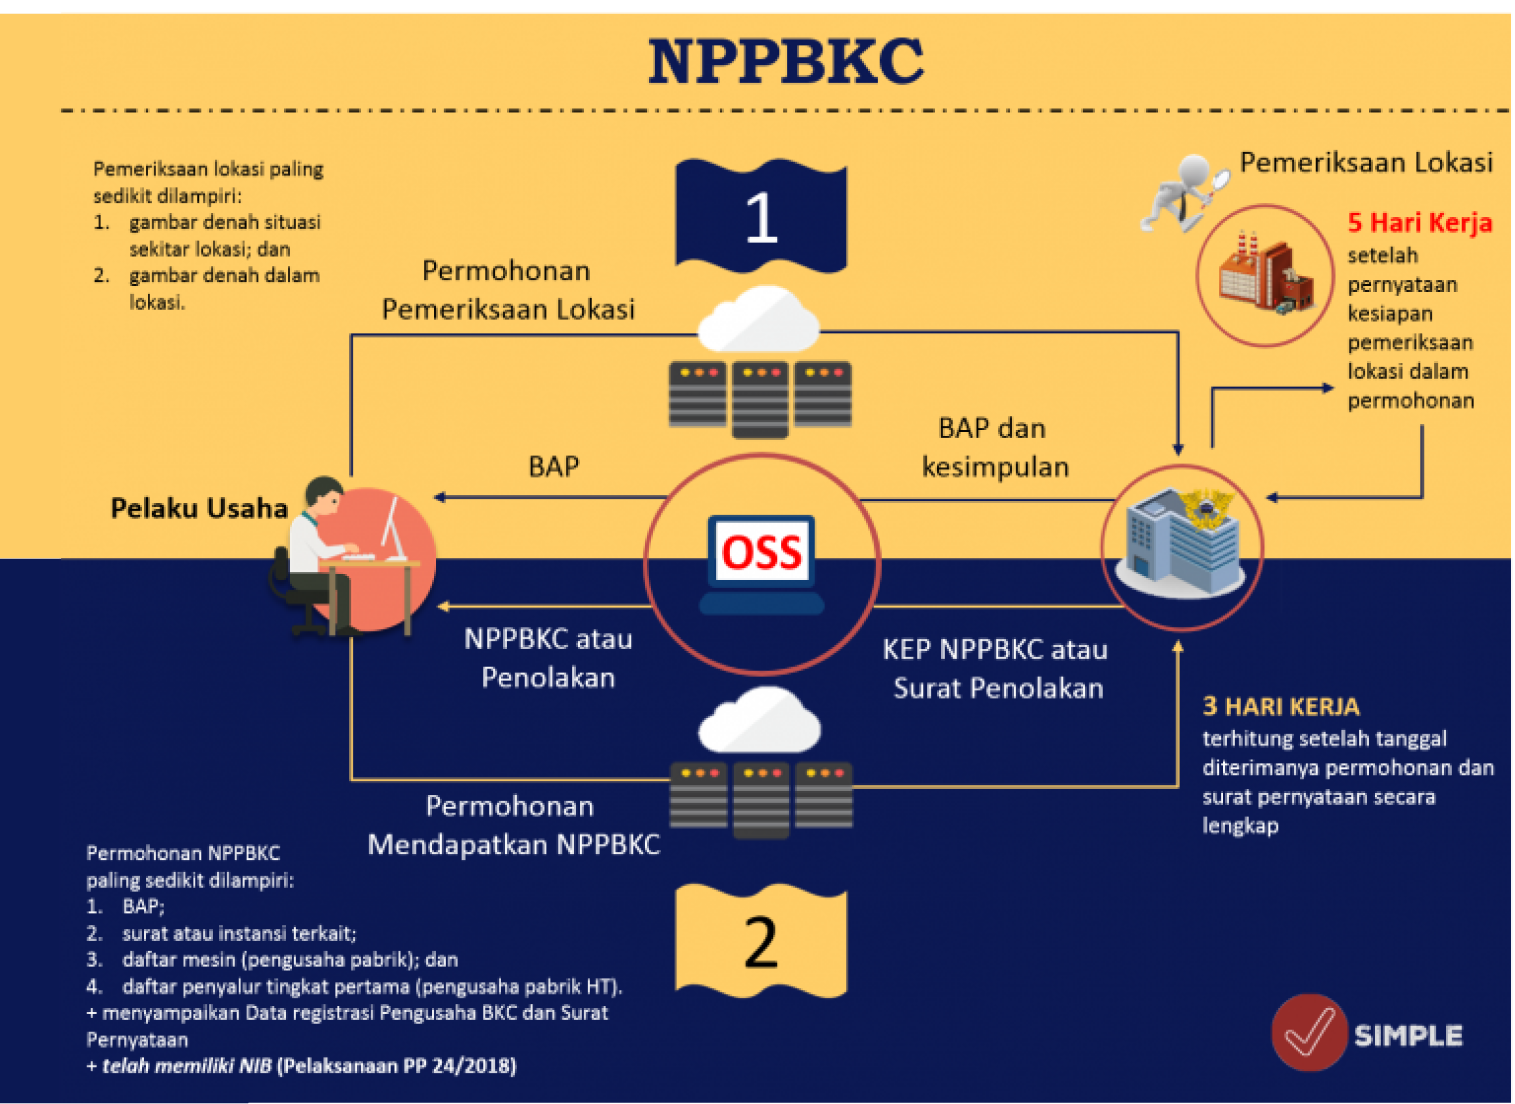 NPPBKC
Pemeriksaan lokasi paling
sedikit dilampiri:
1. gambar denah situasi
sekitar lokasi; dan
2. gambar denah dalam
lokasi.
1
Permohonan
Pemeriksaan Lokasi
Pemeriksaan Lokasi
5 Hari Kerja
setelah
pernyataan
kesiapan
pemeriksaan
lokasi dalam
permohonan
BAP
BAP dan
kesimpulan
Pelaku Usaha
OSS
NPPBKC atau
Penolakan
KEP NPPBKC atau
Surat Penolakan
3 HARI KERJA
terhitung setelah tanggal
diterimanya permohonan dan
surat pernyataan secara
lengkap
Permohonan
Mendapatkan NPPBKC
2
Permohonan NPPBKC
paling sedikit dilampiri:
1. BAP;
2. surat atau instansi terkait;
3. daftar mesin (pengusaha pabrik); dan
4. daftar penyalur tingkat pertama (pengusaha pabrik HT).
+ menyampaikan Data registrasi Pengusaha BKC dan Surat
Pernyataan
+ telah memiliki NIB (Pelaksanaan PP 24/2018)
SIMPLE